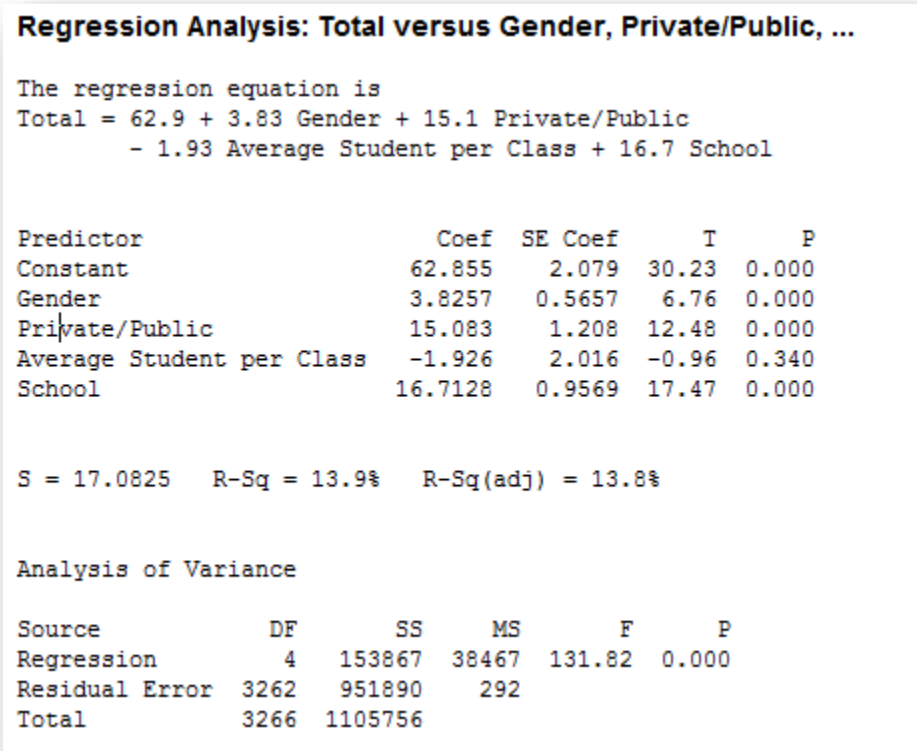 Regression Analysis: Total versus Gender, Private/Public, ...
The regression equation is
Total = 62.9 + 3.83 Gender + 15.1 Private/Public
- 1.93 Average Student per Class + 16.7 School
Predictor Coef SE Coef T P
Constant 62.855 2.079 30.23 0.000
Gender 3.8257 0.5657 6.76 0.000
Private/Public 15.083 1.208 12.48 0.000
Average Student per Class -1.926 2.016 -0.96 0.340
School 16.7128 0.9569 17.47 0.000
S = 17.0825 R-Sq = 13.9% R-Sq(adj) = 13.8%
Analysis of Variance
Source DF SS MS F P
Regression 4 153867 38467 131.82 0.000
Residual Error 3262 951890 292
Total 3266 1105756